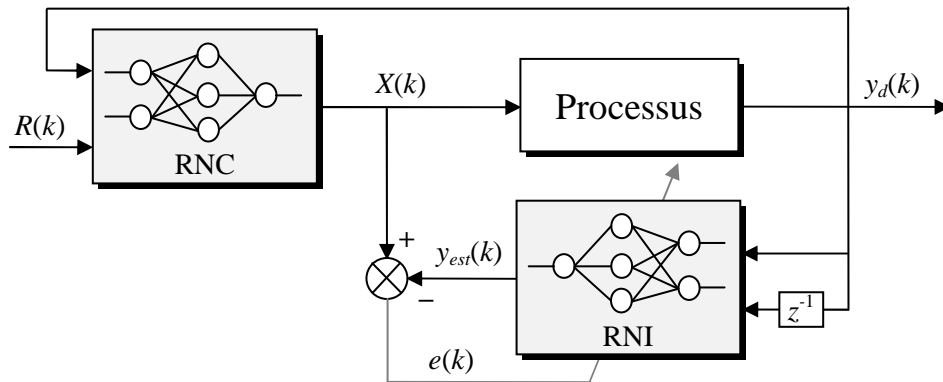 X(k)
y_d(k)
Processus
R(k)
RNC
+
y_est(k)
−
z⁻¹
RNI
e(k)